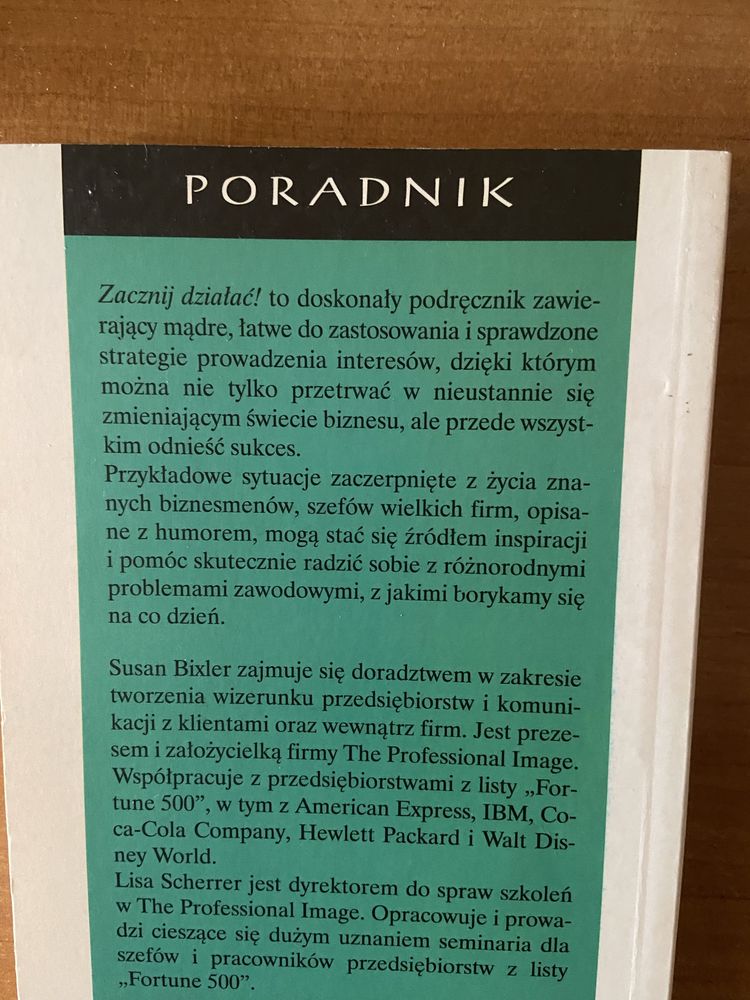 PORADNIK
Zacznij działać! to doskonały podręcznik zawie-
rający mądre, łatwe do zastosowania i sprawdzone
strategie prowadzenia interesów, dzięki którym
można nie tylko przetrwać w nieustannie się
zmieniającym świecie biznesu, ale przede wszyst-
kim odnieść sukces.
Przykładowe sytuacje zaczerpnięte z życia zna-
nych biznesmenów, szefów wielkich firm, opisa-
ne z humorem, mogą stać się źródłem inspiracji
i pomóc skutecznie radzić sobie z różnorodnymi
problemami zawodowymi, z jakimi borykamy się
na co dzień.
Susan Bixler zajmuje się doradztwem w zakresie
tworzenia wizerunku przedsiębiorstw i komuni-
kacji z klientami oraz wewnątrz firm. Jest preze-
sem i założycielką firmy The Professional Image.
Współpracuje z przedsiębiorstwami z listy „For-
tune 500”, w tym z American Express, IBM, Co-
ca-Cola Company, Hewlett Packard i Walt Dis-
ney World.
Lisa Scherrer jest dyrektorem do spraw szkoleń
w The Professional Image. Opracowuje i prowa-
dzi cieszące się dużym uznaniem seminaria dla
szefów i pracowników przedsiębiorstw z listy
„Fortune 500”.